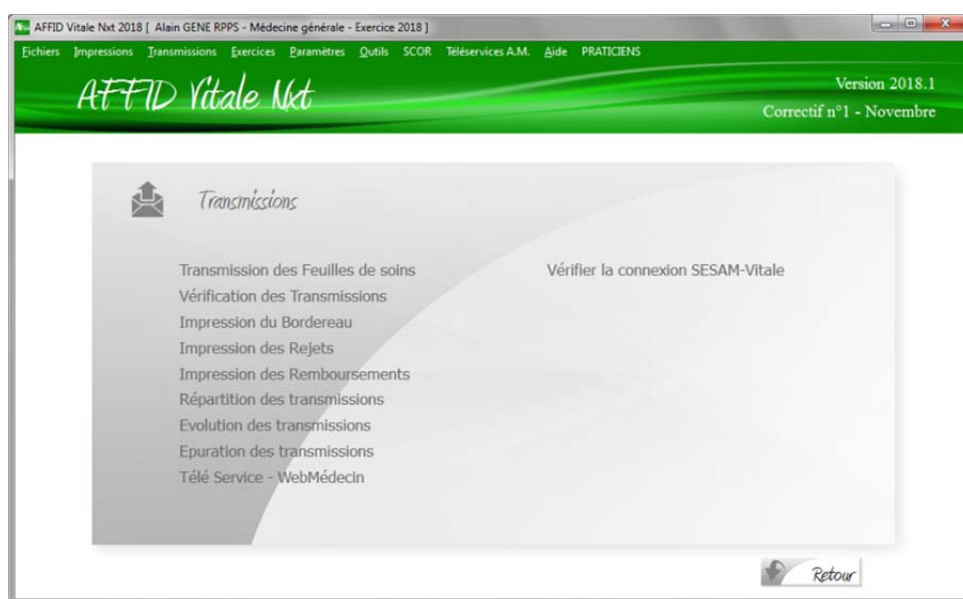 AFFID Vitale Nxt 2018 [ Alain GENE RPPS - Médecine générale - Exercice 2018 ]
Fichiers Impressions Transmissions Exercices Paramètres Outils SCOR Téléservices A.M. Aide PRATICIENS
AFFID Vitale Nxt
Version 2018.1
Correctif n°1 - Novembre
Transmissions
Transmission des Feuilles de soins
Vérifier la connexion SESAM-Vitale
Vérification des Transmissions
Impression du Bordereau
Impression des Rejets
Impression des Remboursements
Répartition des transmissions
Evolution des transmissions
Epuration des transmissions
Télé Service - WebMédecin
Retour